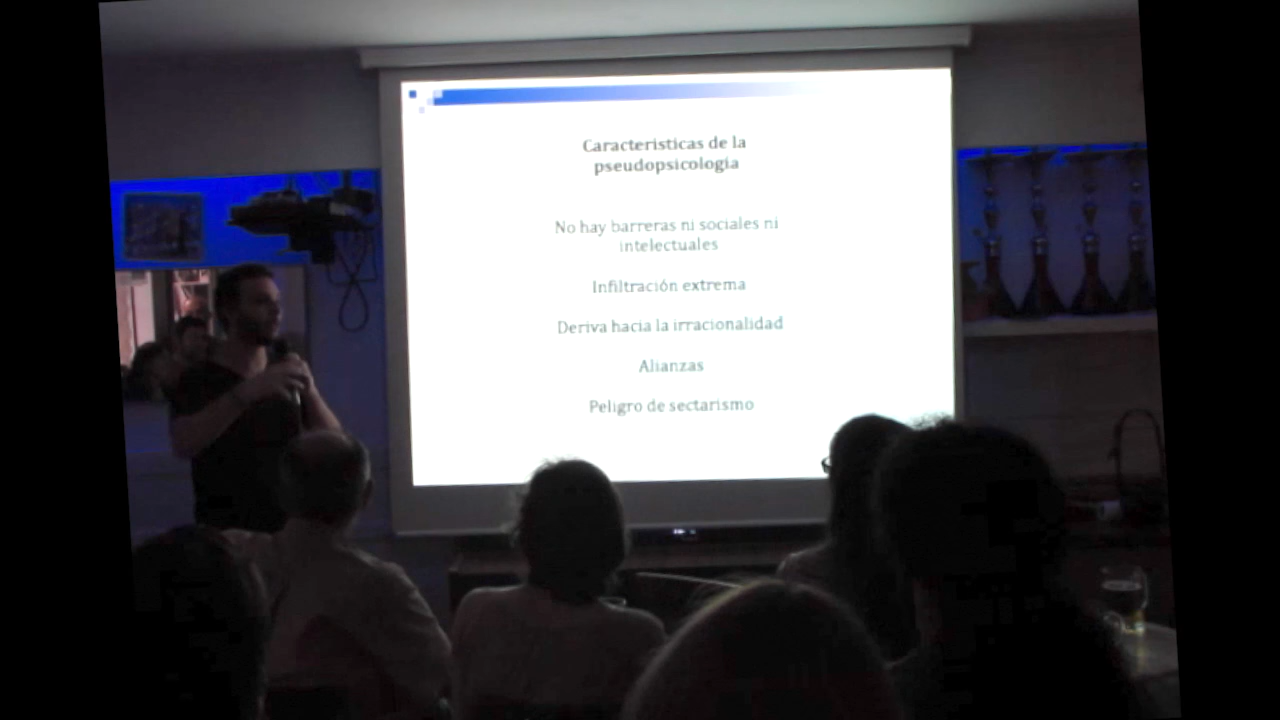 Caracteristicas de la
pseudopsicologia
No hay barreras ni sociales ni
intelectuales
Infiltración extrema
Deriva hacia la irracionalidad
Alianzas
Peligro de sectarismo